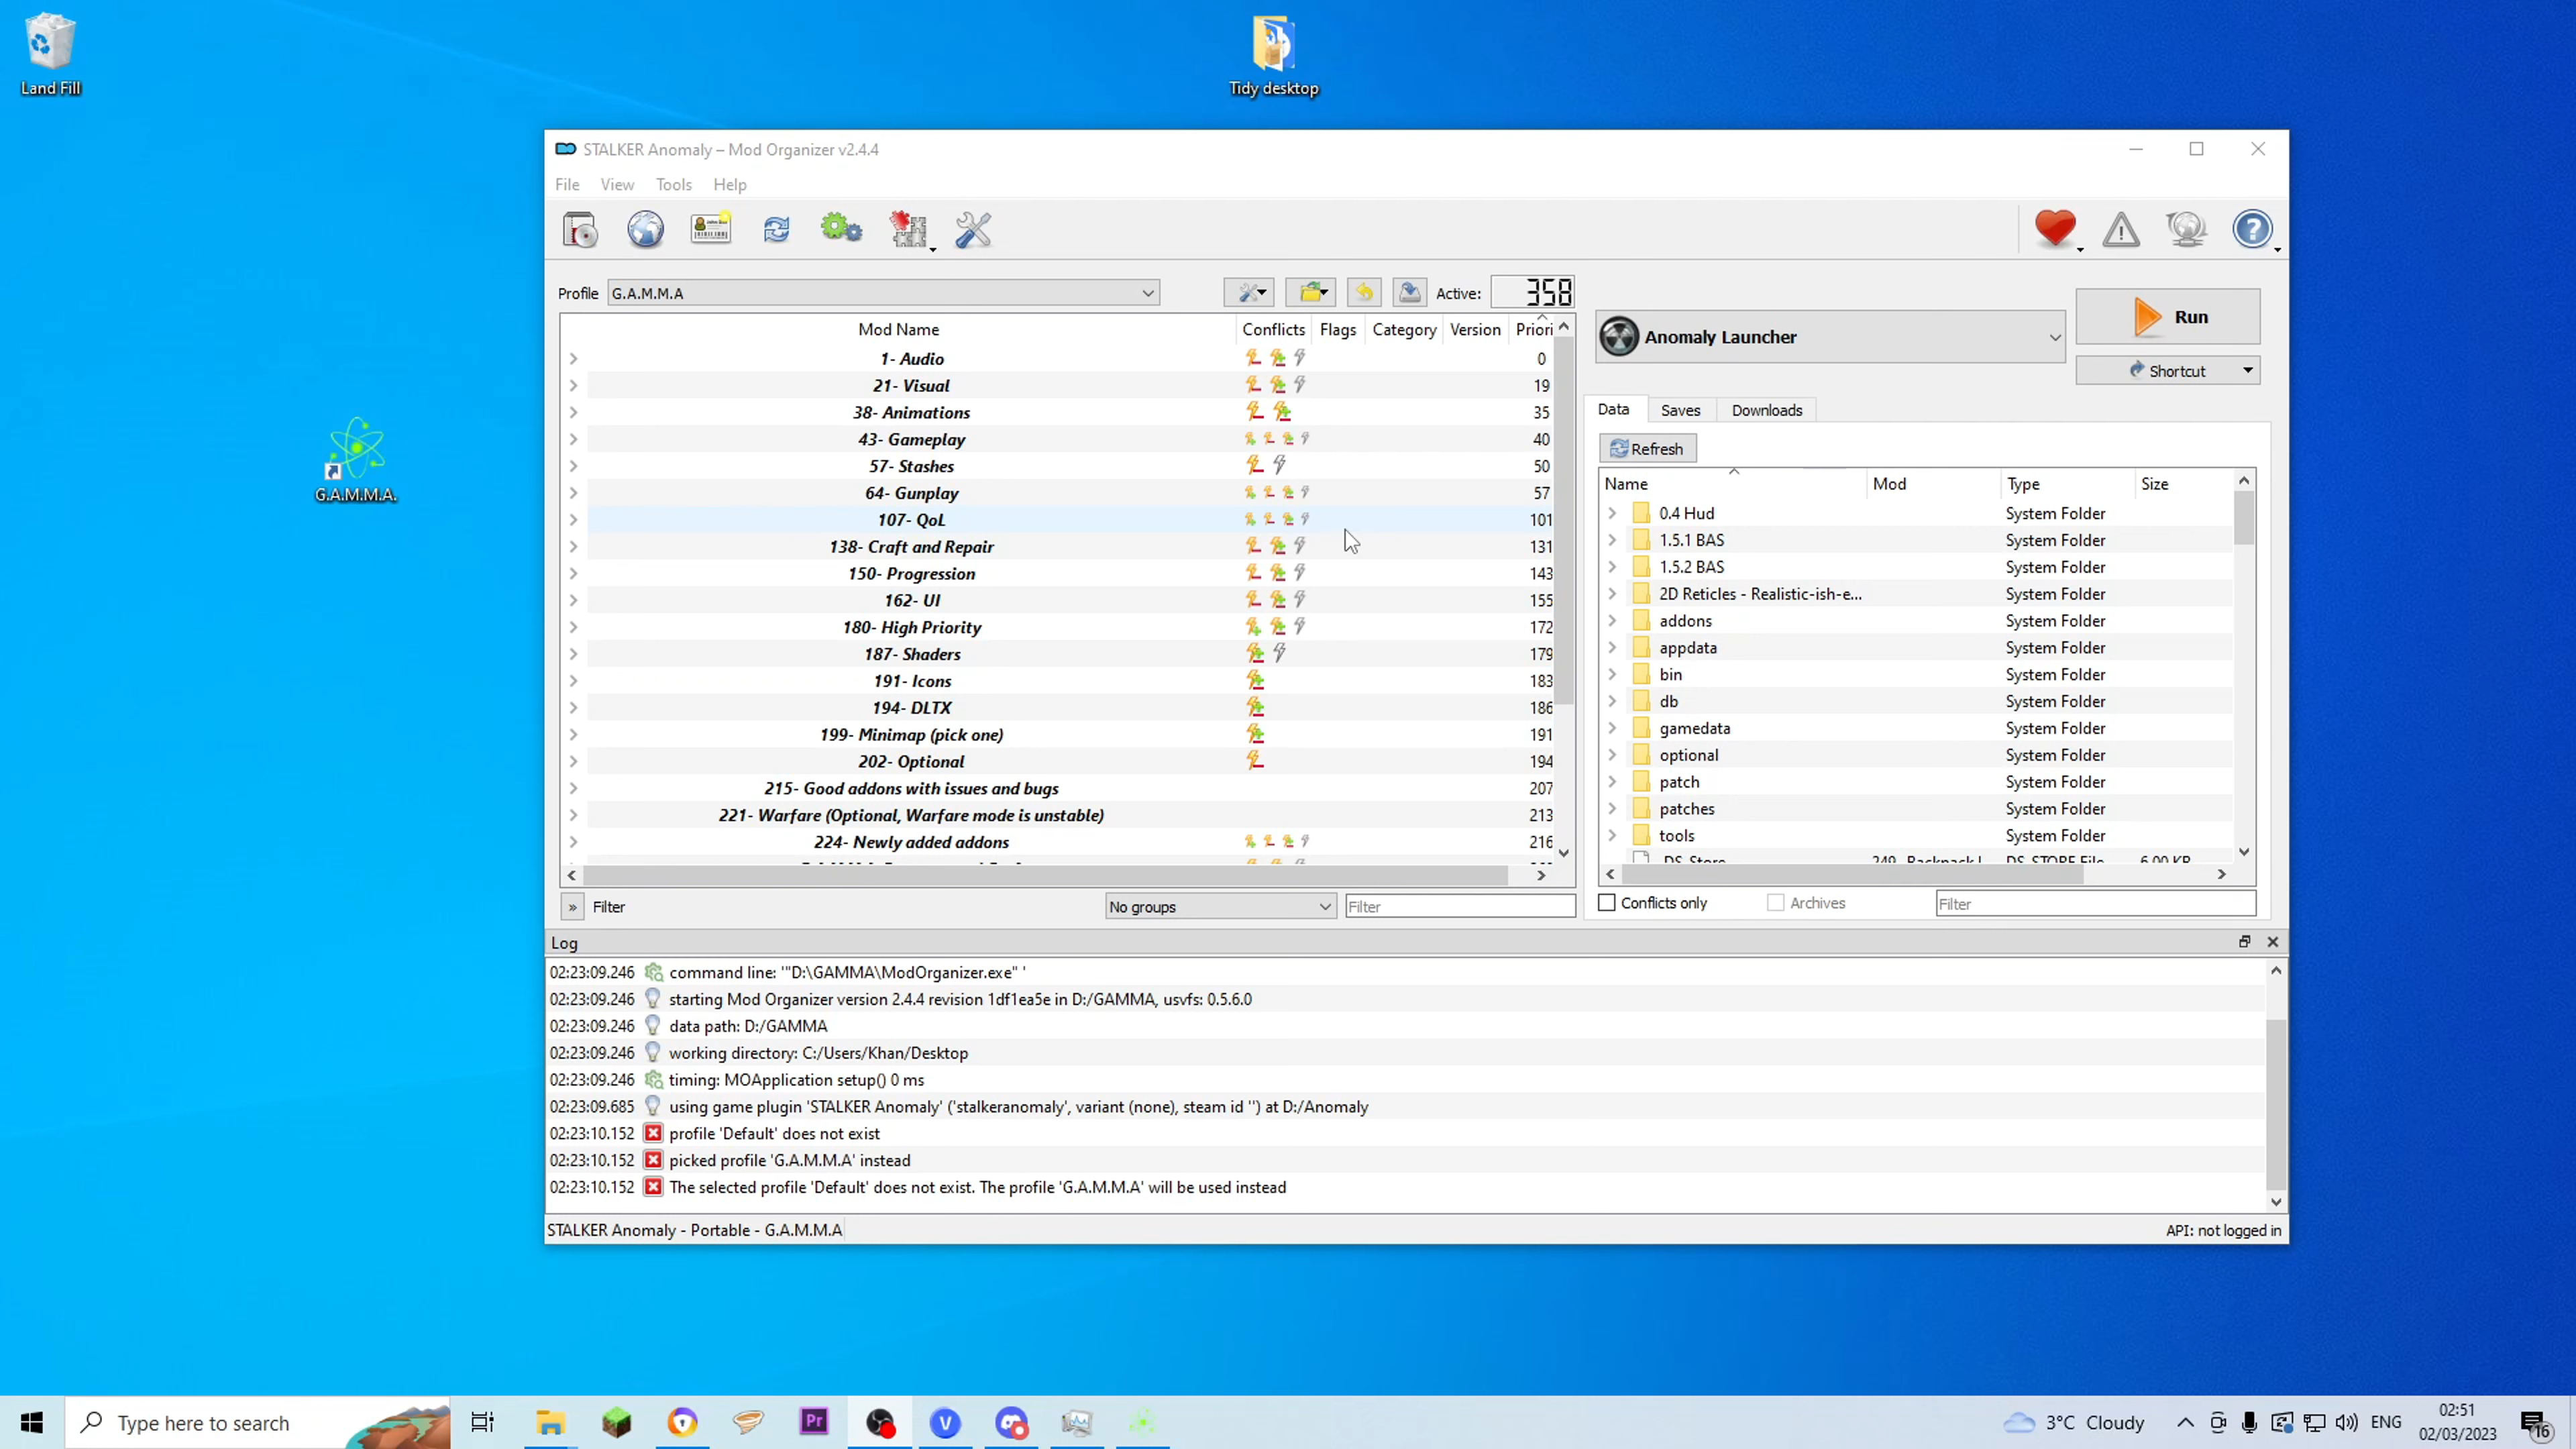 Land Fill
Tidy desktop
G.A.M.M.A.
STALKER Anomaly – Mod Organizer v2.4.4
File View Tools Help
Profile G.A.M.M.A Active: 358
Mod Name Conflicts Flags Category Version Priori
1- Audio 0
21- Visual 19
38- Animations 35
43- Gameplay 40
57- Stashes 50
64- Gunplay 57
107- QoL 101
138- Craft and Repair 131
150- Progression 143
162- UI 155
180- High Priority 172
187- Shaders 179
191- Icons 183
194- DLTX 186
199- Minimap (pick one) 191
202- Optional 194
215- Good addons with issues and bugs 207
221- Warfare (Optional, Warfare mode is unstable) 213
224- Newly added addons 216
» Filter No groups Filter
Anomaly Launcher Run
Shortcut
Data Saves Downloads
Refresh
Name Mod Type Size
0.4 Hud System Folder
1.5.1 BAS System Folder
1.5.2 BAS System Folder
2D Reticles - Realistic-ish-e... System Folder
addons System Folder
appdata System Folder
bin System Folder
db System Folder
gamedata System Folder
optional System Folder
patch System Folder
patches System Folder
tools System Folder
Conflicts only Archives Filter
Log
02:23:09.246 command line: '"D:\GAMMA\ModOrganizer.exe" '
02:23:09.246 starting Mod Organizer version 2.4.4 revision 1df1ea5e in D:/GAMMA, usvfs: 0.5.6.0
02:23:09.246 data path: D:/GAMMA
02:23:09.246 working directory: C:/Users/Khan/Desktop
02:23:09.246 timing: MOApplication setup() 0 ms
02:23:09.685 using game plugin 'STALKER Anomaly' ('stalkeranomaly', variant (none), steam id '') at D:/Anomaly
02:23:10.152 profile 'Default' does not exist
02:23:10.152 picked profile 'G.A.M.M.A' instead
02:23:10.152 The selected profile 'Default' does not exist. The profile 'G.A.M.M.A' will be used instead
STALKER Anomaly - Portable - G.A.M.M.A API: not logged in
Type here to search Pr V 3°C Cloudy ENG 02:51
02/03/2023 16